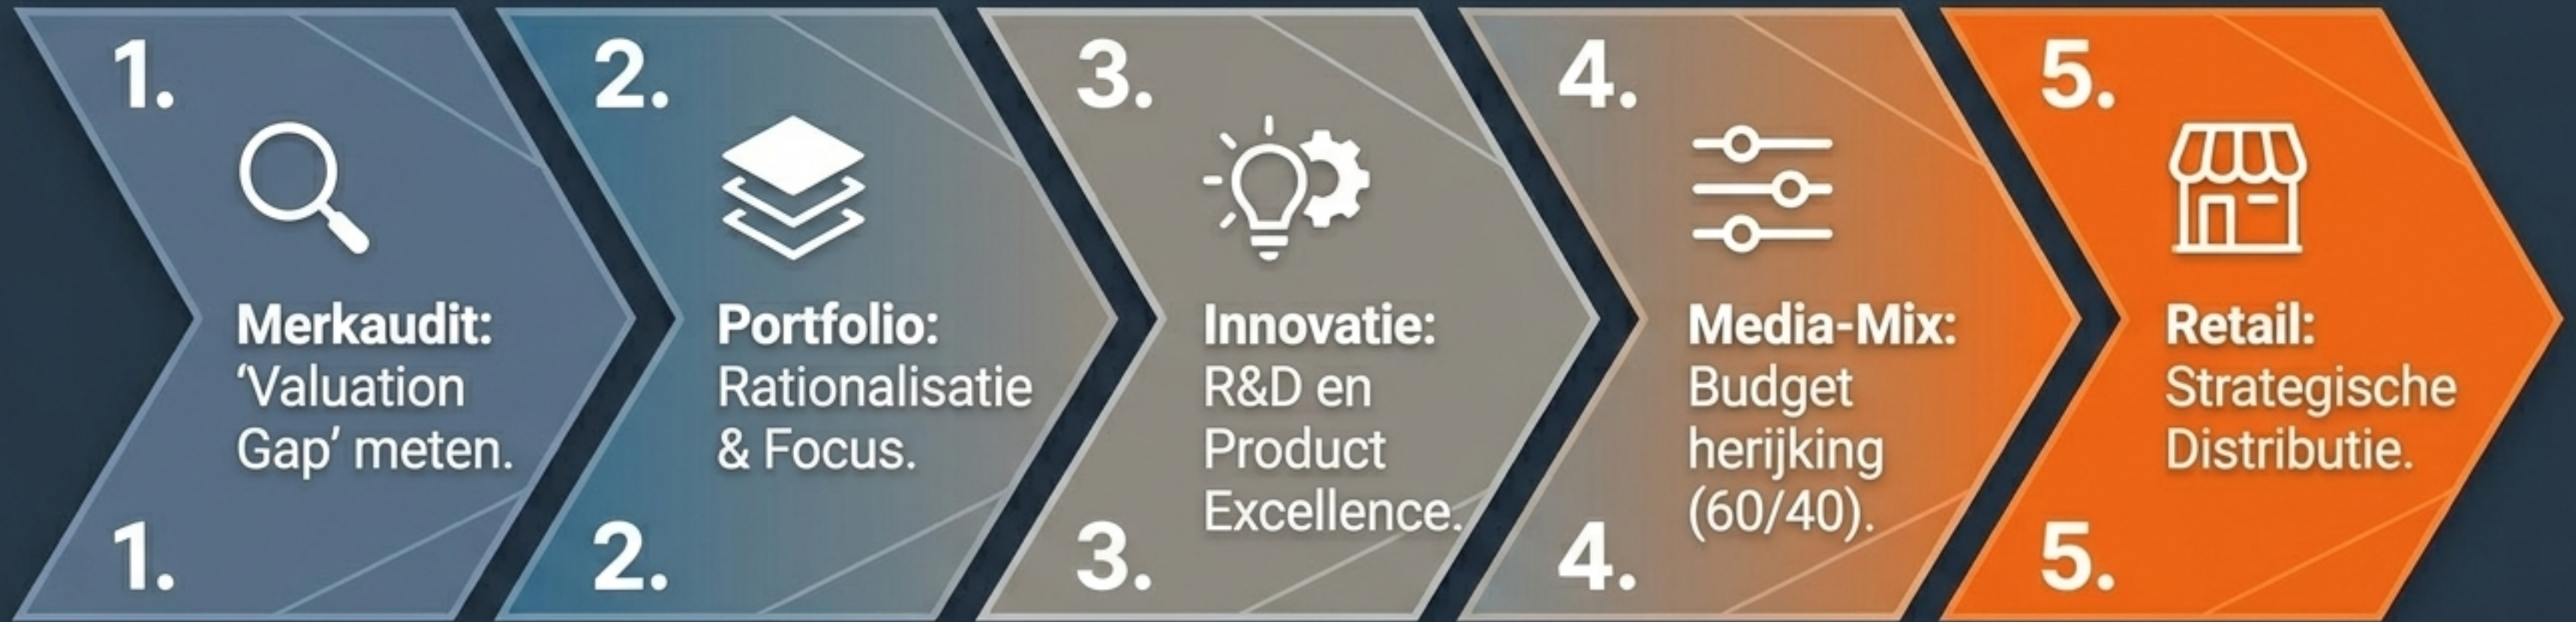 1.
Merkaudit:
‘Valuation
Gap’ meten.
1.
2.
Portfolio:
Rationalisatie
& Focus.
2.
3.
Innovatie:
R&D en
Product
Excellence.
3.
4.
Media-Mix:
Budget
herijking
(60/40).
4.
5.
Retail:
Strategische
Distributie.
5.